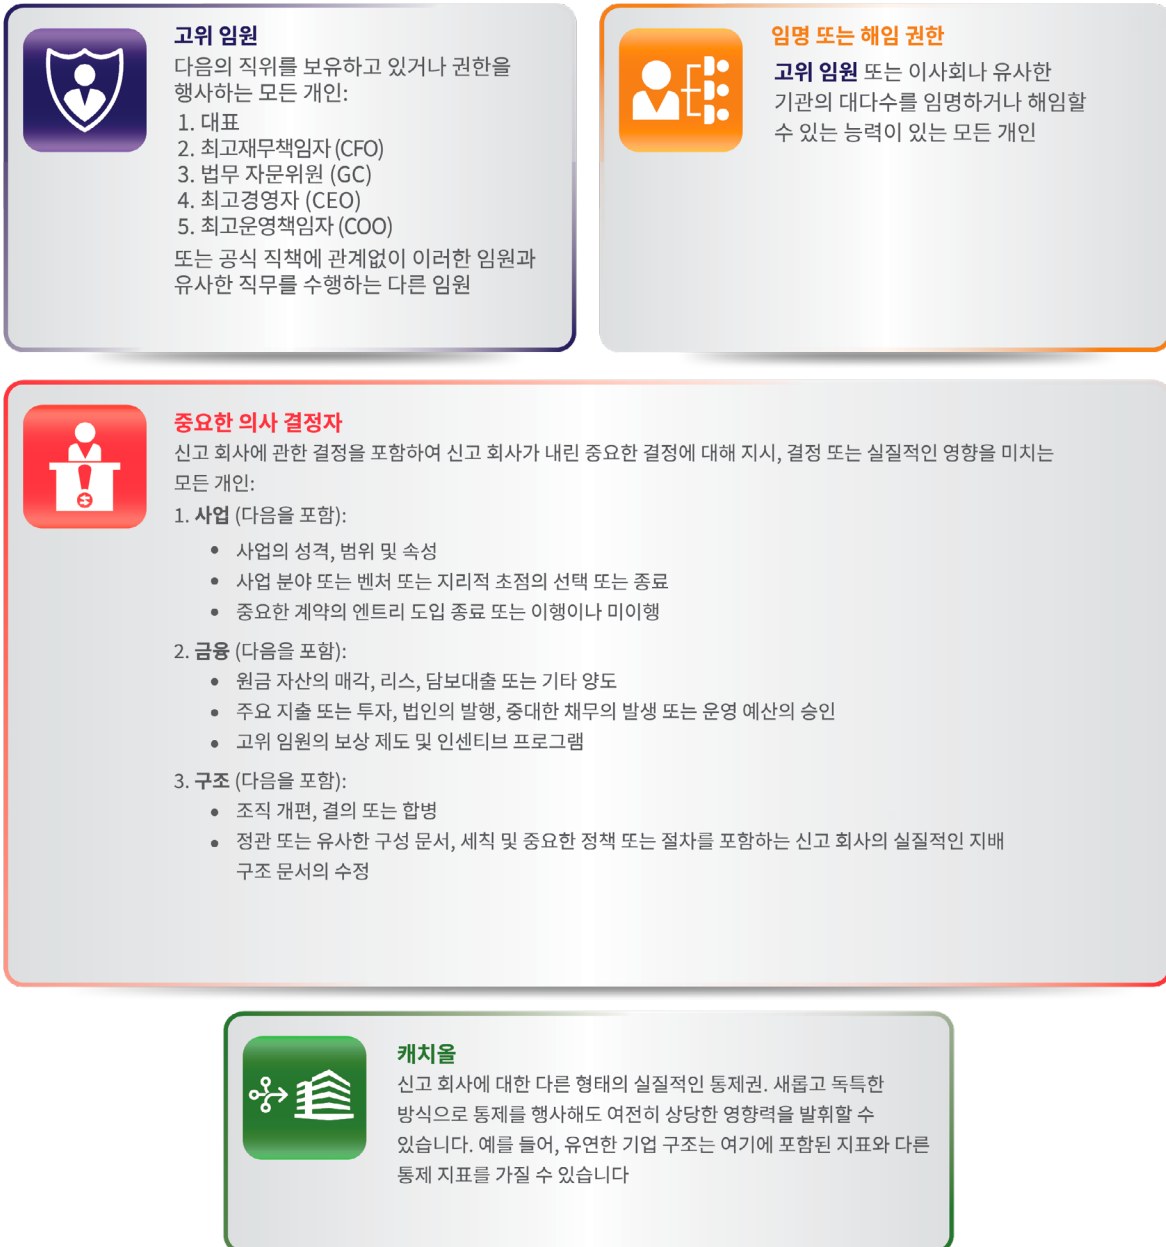 고위 임원
다음의 직위를 보유하고 있거나 권한을
행사하는 모든 개인:
1. 대표
2. 최고재무책임자 (CFO)
3. 법무 자문위원 (GC)
4. 최고경영자 (CEO)
5. 최고운영책임자 (COO)
또는 공식 직책에 관계없이 이러한 임원과
유사한 직무를 수행하는 다른 임원
임명 또는 해임 권한
고위 임원 또는 이사회나 유사한
기관의 대다수를 임명하거나 해임할
수 있는 능력이 있는 모든 개인
중요한 의사 결정자
신고 회사에 관한 결정을 포함하여 신고 회사가 내린 중요한 결정에 대해 지시, 결정 또는 실질적인 영향을 미치는
모든 개인:
1. 사업 (다음을 포함):
• 사업의 성격, 범위 및 속성
• 사업 분야 또는 벤처 또는 지리적 초점의 선택 또는 종료
• 중요한 계약의 엔트리 도입 종료 또는 이행이나 미이행
2. 금융 (다음을 포함):
• 원금 자산의 매각, 리스, 담보대출 또는 기타 양도
• 주요 지출 또는 투자, 법인의 발행, 중대한 채무의 발생 또는 운영 예산의 승인
• 고위 임원의 보상 제도 및 인센티브 프로그램
3. 구조 (다음을 포함):
• 조직 개편, 결의 또는 합병
• 정관 또는 유사한 구성 문서, 세칙 및 중요한 정책 또는 절차를 포함하는 신고 회사의 실질적인 지배
구조 문서의 수정
캐치올
신고 회사에 대한 다른 형태의 실질적인 통제권. 새롭고 독특한
방식으로 통제를 행사해도 여전히 상당한 영향력을 발휘할 수
있습니다. 예를 들어, 유연한 기업 구조는 여기에 포함된 지표와 다른
통제 지표를 가질 수 있습니다